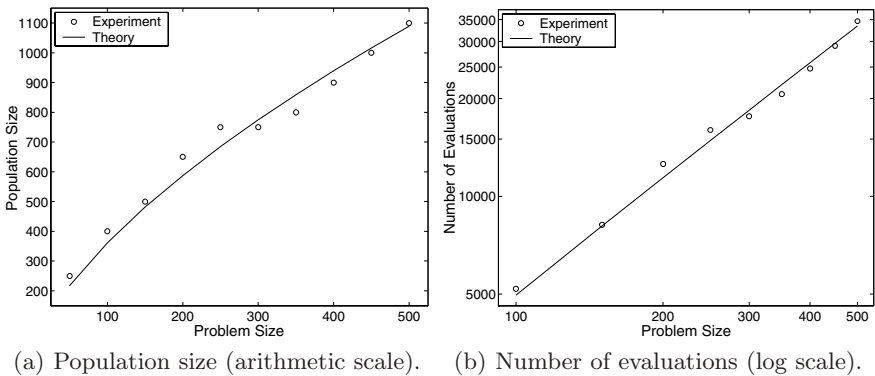 1100
1000
900
800
700
600
500
400
300
200
Population Size
Experiment
Theory
100 200 300 400 500
Problem Size
(a) Population size (arithmetic scale).
35000
30000
25000
20000
15000
10000
5000
Number of Evaluations
Experiment
Theory
100 200 300 400 500
Problem Size
(b) Number of evaluations (log scale).